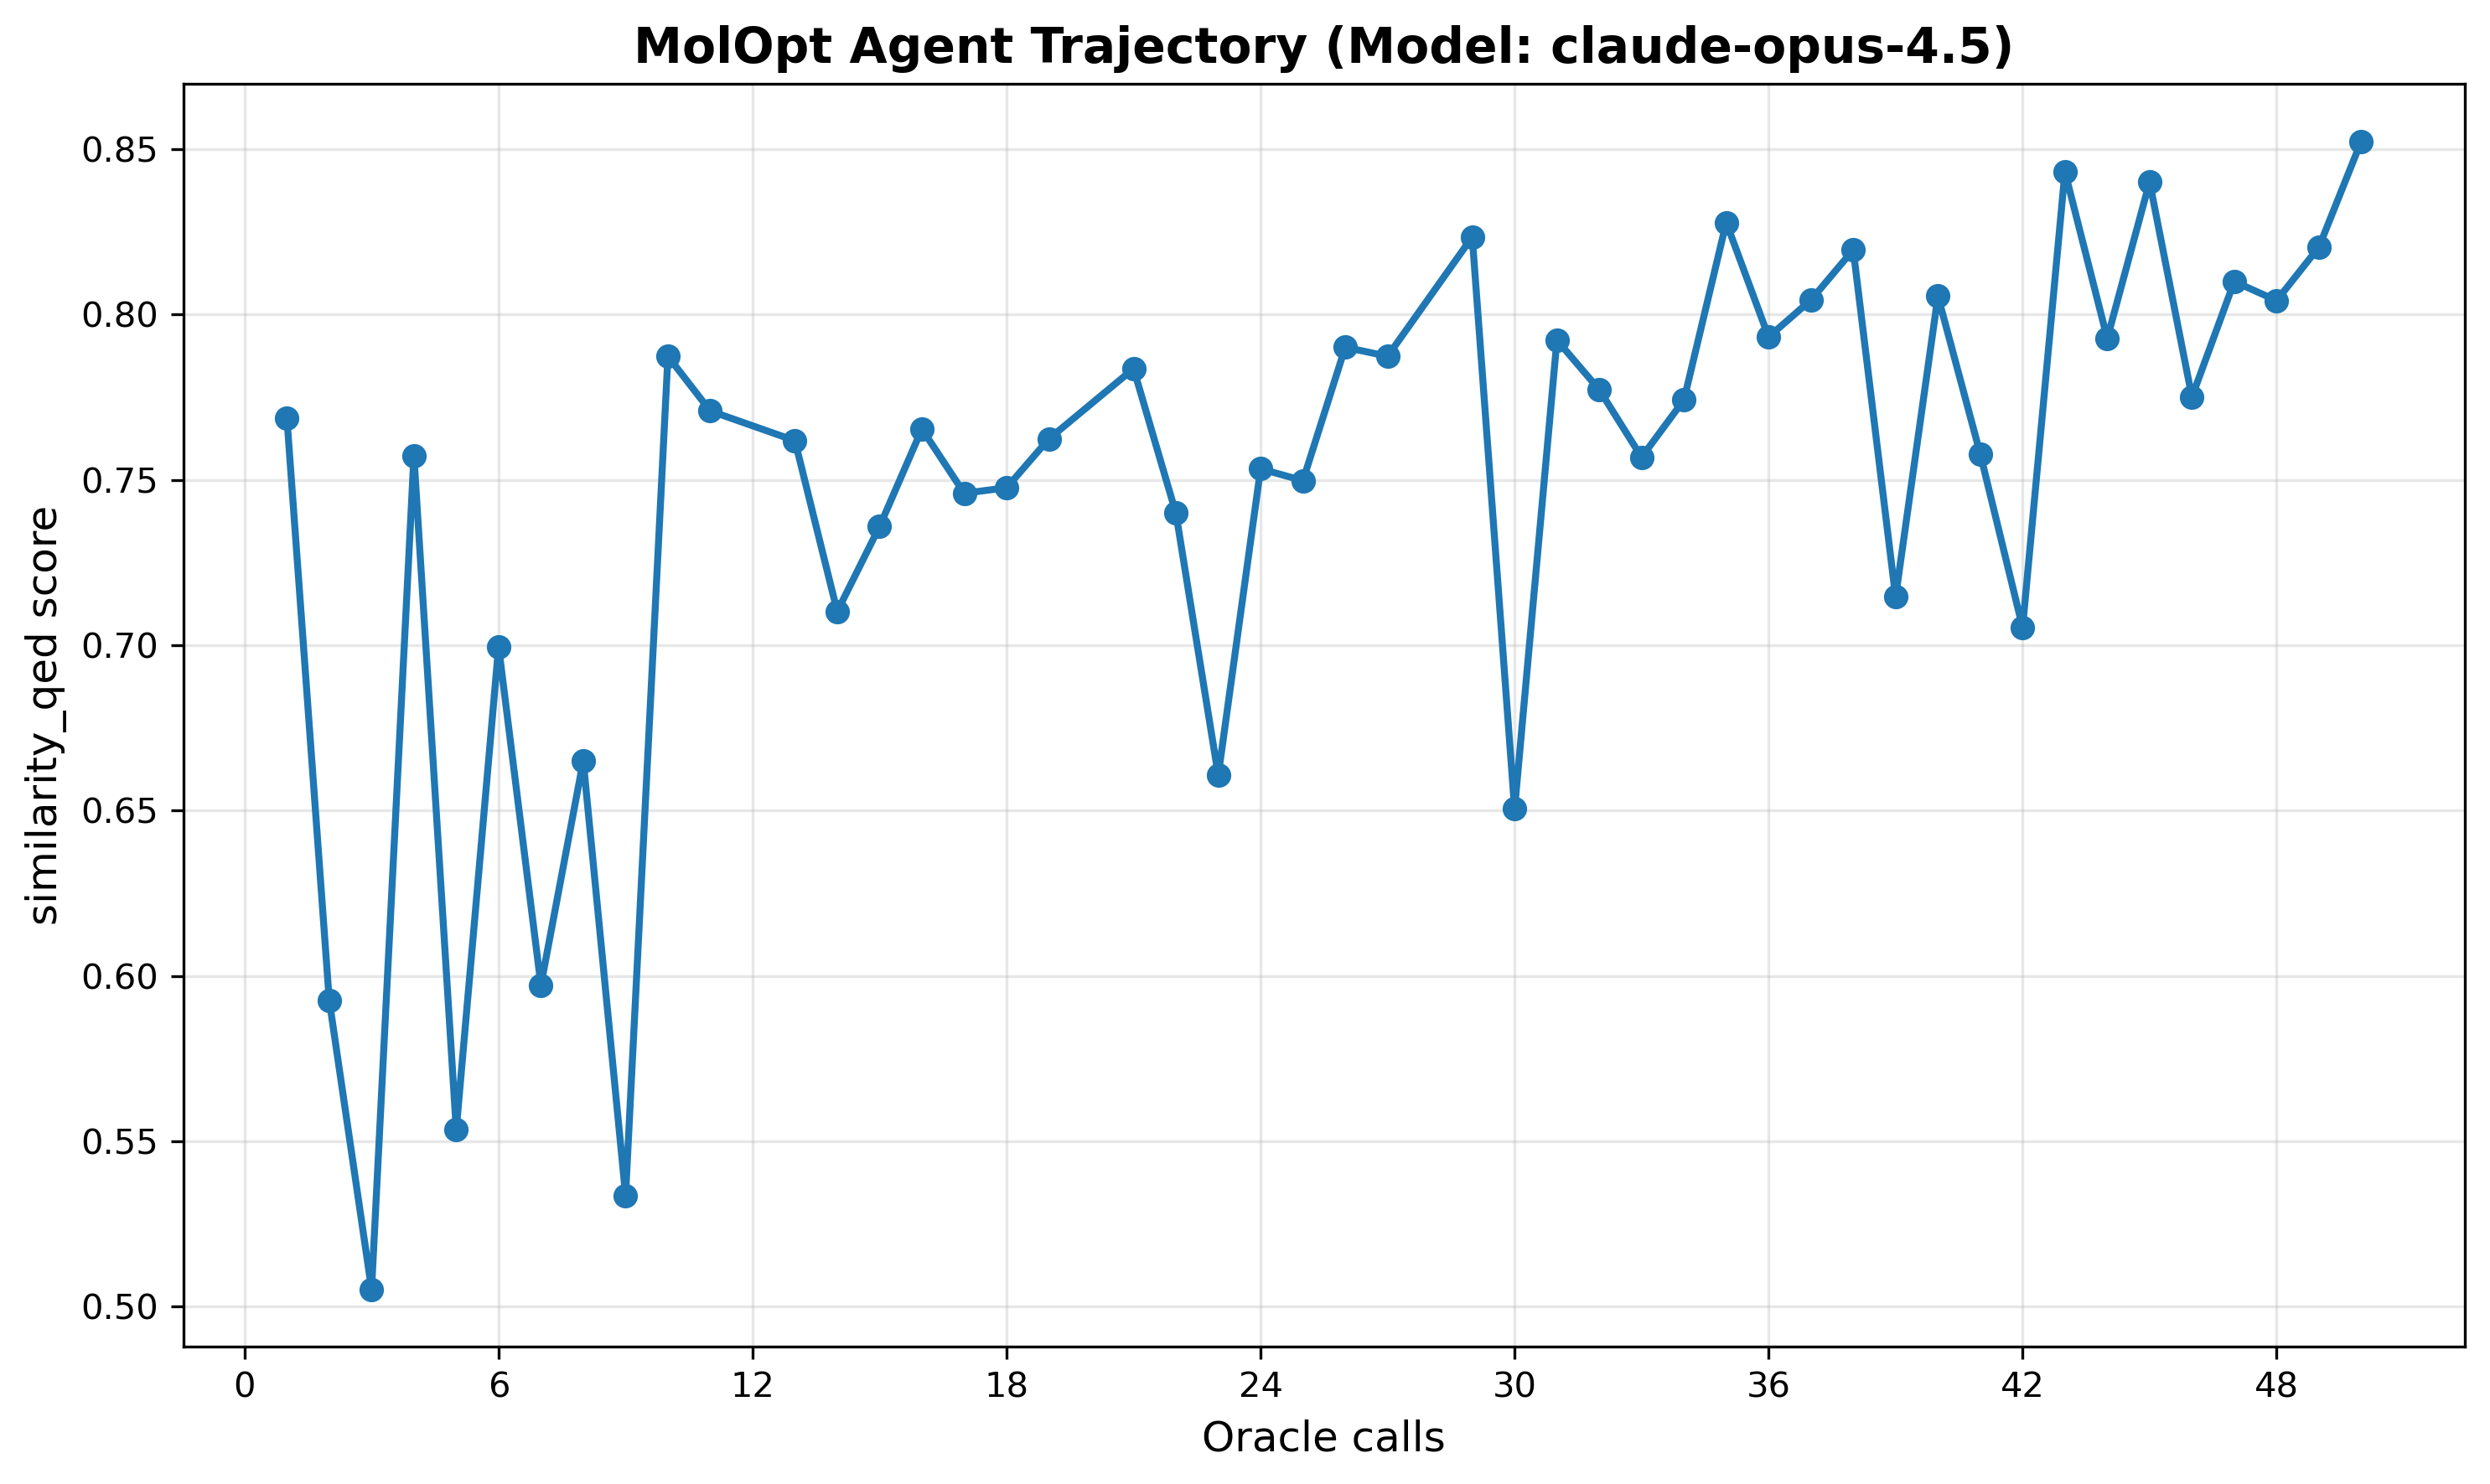 MolOpt Agent Trajectory (Model: claude-opus-4.5)
similarity_qed score
0.85
0.80
0.75
0.70
0.65
0.60
0.55
0.50
0 6 12 18 24 30 36 42 48
Oracle calls